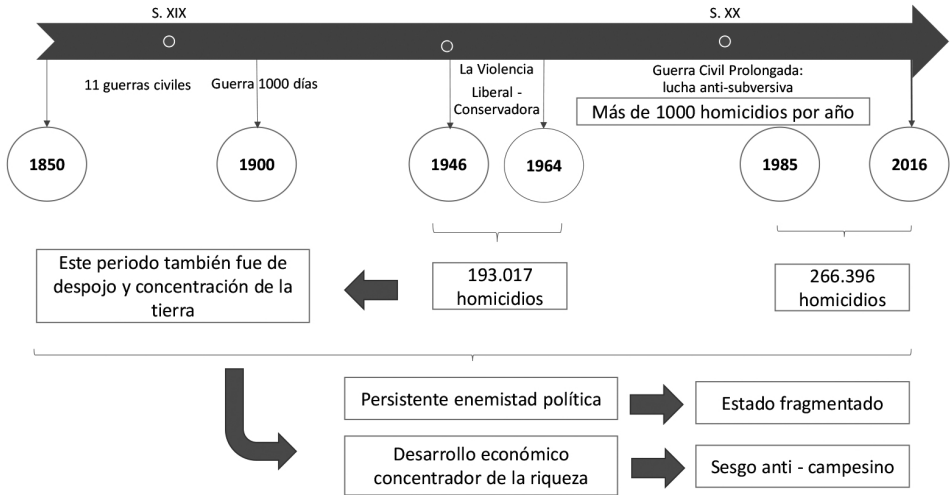 S. XIX
S. XX
11 guerras civiles
Guerra 1000 días
La Violencia
Liberal -
Conservadora
Guerra Civil Prolongada:
lucha anti-subversiva
Más de 1000 homicidios por año
1850
1900
1946
1964
1985
2016
Este periodo también fue de
despojo y concentración de la
tierra
193.017
homicidios
266.396
homicidios
Persistente enemistad política
Estado fragmentado
Desarrollo económico
concentrador de la riqueza
Sesgo anti - campesino